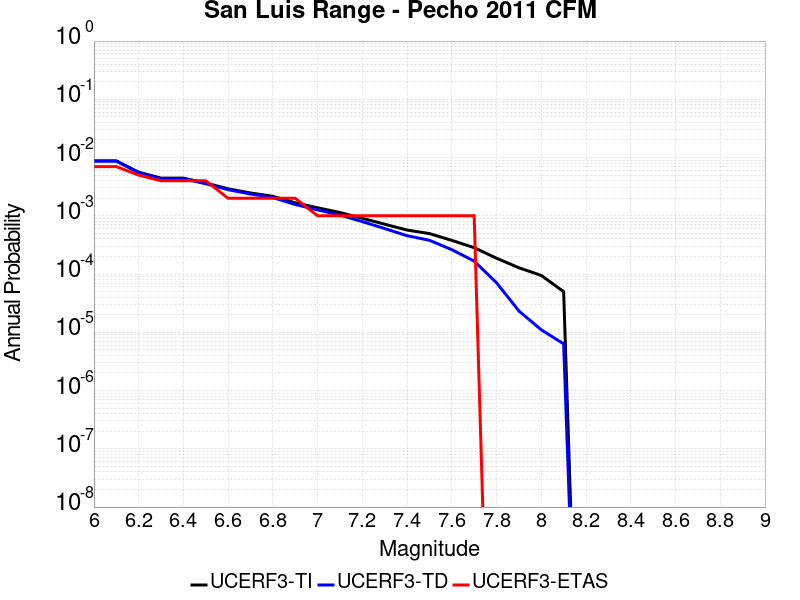 San Luis Range - Pecho 2011 CFM
10^0
10^-1
10^-2
10^-3
10^-4
10^-5
10^-6
10^-7
10^-8
Annual Probability
6 6.2 6.4 6.6 6.8 7 7.2 7.4 7.6 7.8 8 8.2 8.4 8.6 8.8 9
Magnitude
UCERF3-TI UCERF3-TD UCERF3-ETAS